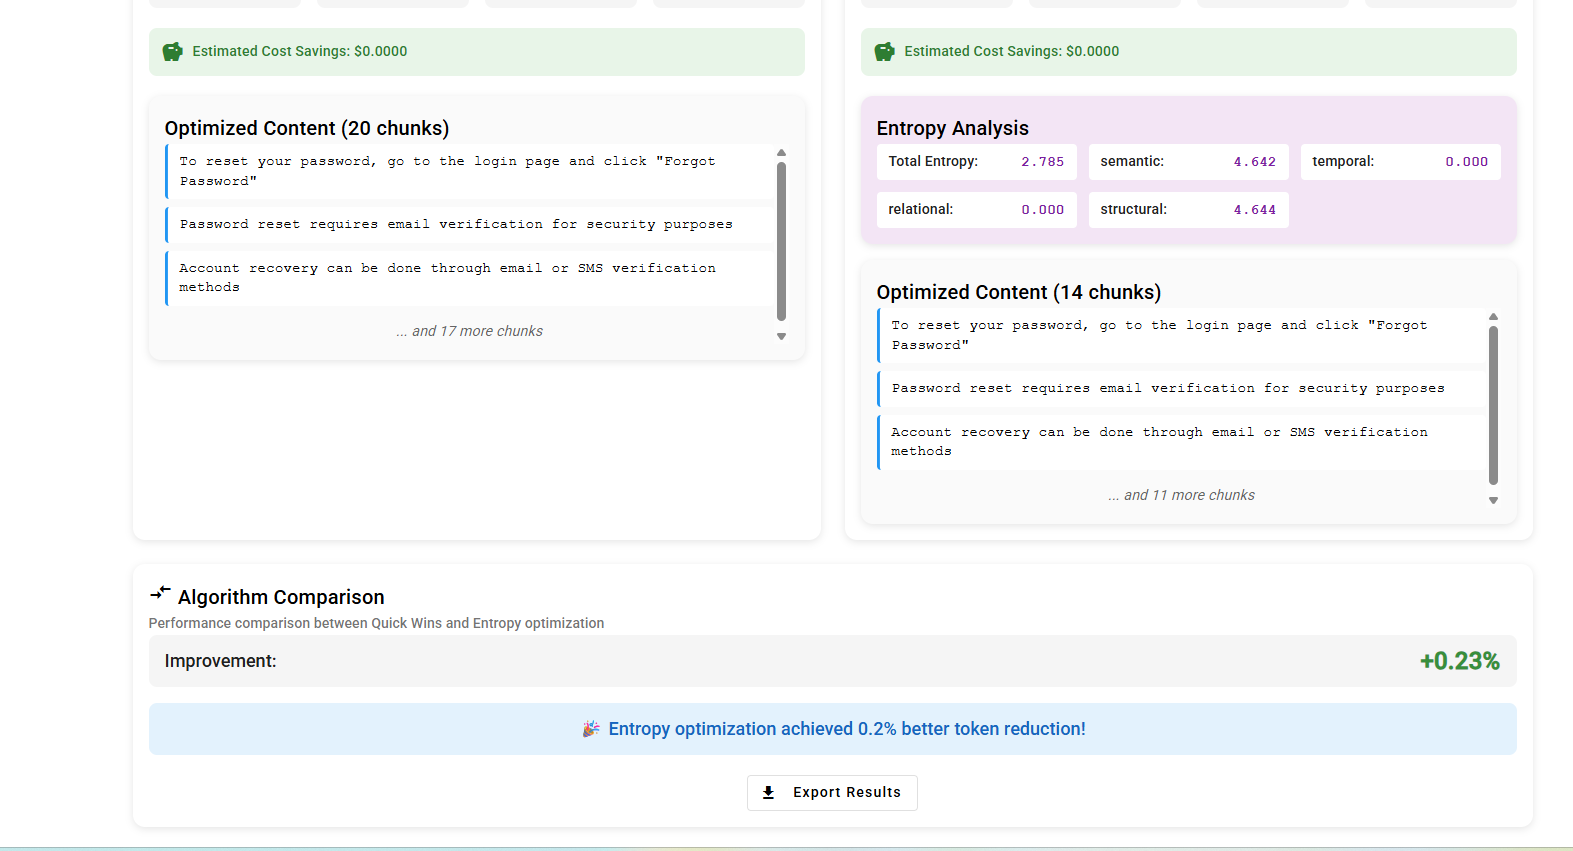 Estimated Cost Savings: $0.0000
Optimized Content (20 chunks)
To reset your password, go to the login page and click "Forgot
Password"
Password reset requires email verification for security purposes
Account recovery can be done through email or SMS verification
methods
... and 17 more chunks
Estimated Cost Savings: $0.0000
Entropy Analysis
Total Entropy: 2.785
semantic: 4.642
temporal: 0.000
relational: 0.000
structural: 4.644
Optimized Content (14 chunks)
To reset your password, go to the login page and click "Forgot
Password"
Password reset requires email verification for security purposes
Account recovery can be done through email or SMS verification
methods
... and 11 more chunks
Algorithm Comparison
Performance comparison between Quick Wins and Entropy optimization
Improvement: +0.23%
🎉 Entropy optimization achieved 0.2% better token reduction!
Export Results